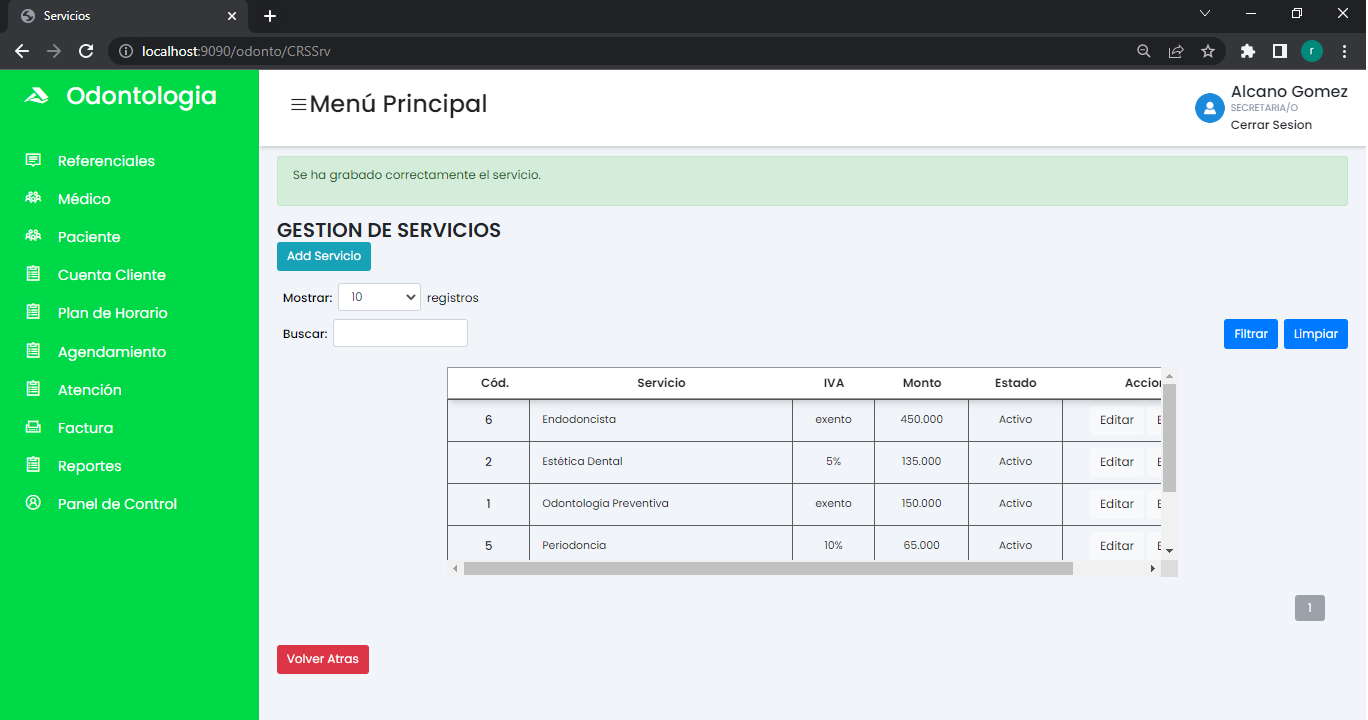 Servicios
localhost:9090/odonto/CRSSrv
r
Odontologia
Menú Principal
Alcano Gomez
SECRETARIA/O
Cerrar Sesion
Referenciales
Médico
Paciente
Cuenta Cliente
Plan de Horario
Agendamiento
Atención
Factura
Reportes
Panel de Control
Se ha grabado correctamente el servicio.
GESTION DE SERVICIOS
Add Servicio
Mostrar: 10 registros
Buscar:
Filtrar Limpiar
Cód. Servicio IVA Monto Estado
6 Endodoncista exento 450.000 Activo Editar
2 Estética Dental 5% 135.000 Activo Editar
1 Odontología Preventiva exento 150.000 Activo Editar
5 Periodoncia 10% 65.000 Activo Editar
1
Volver Atras